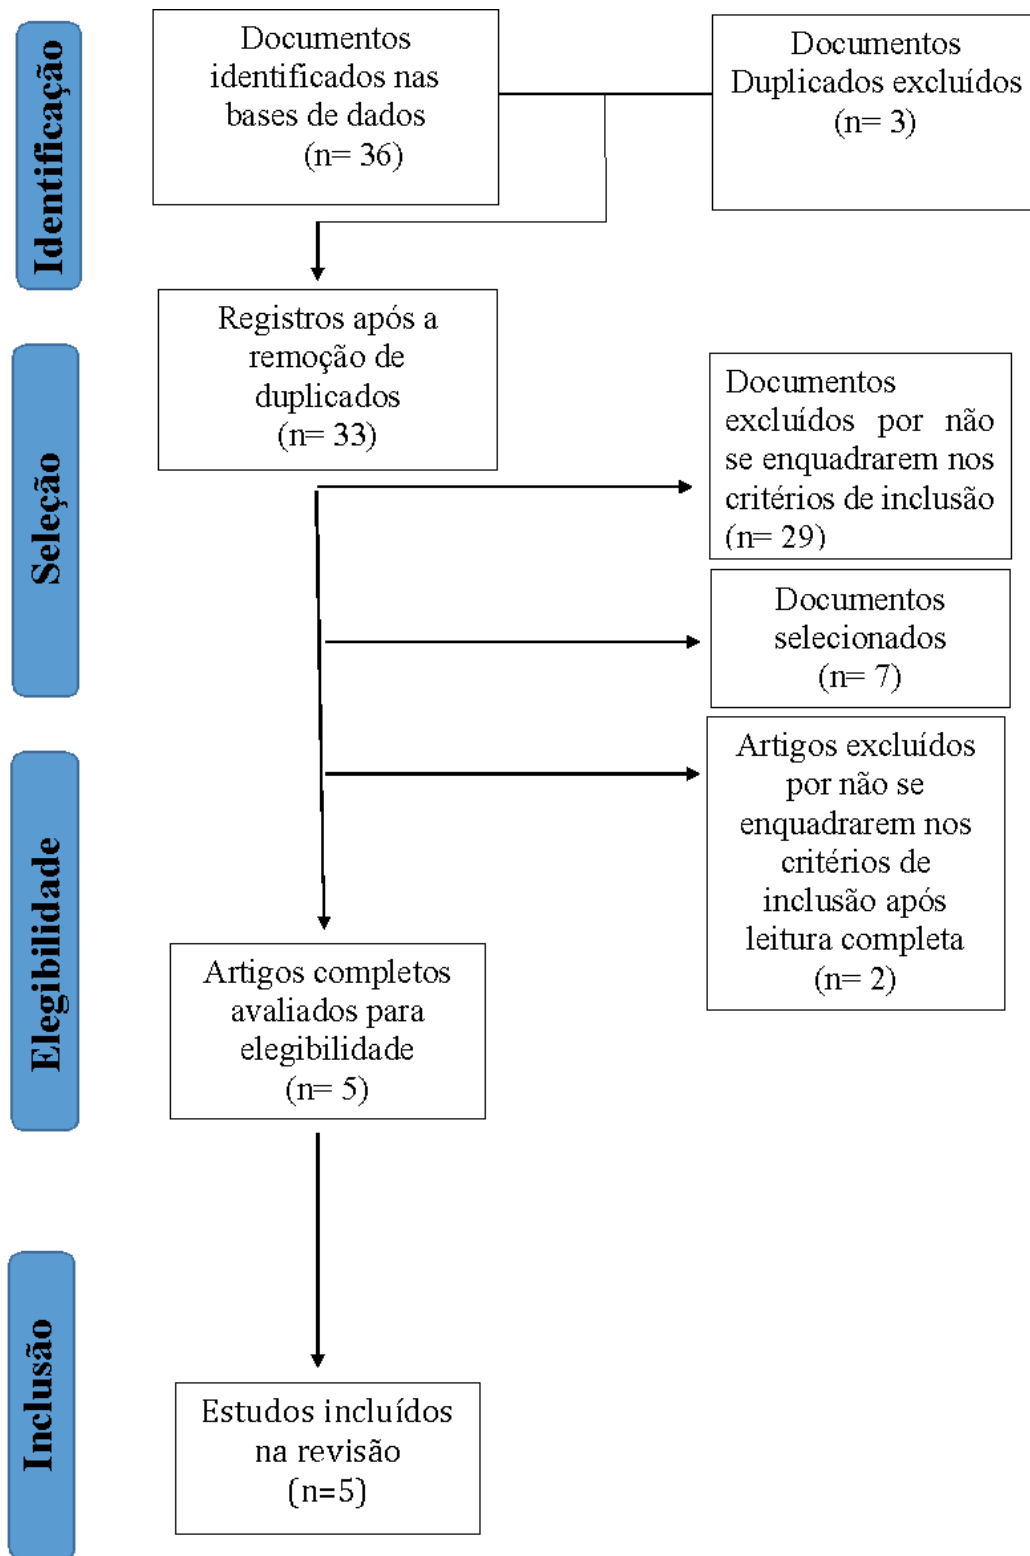 Identificação
Documentos
identificados nas
bases de dados
(n= 36)
Documentos
Duplicados excluídos
(n= 3)
Registros após a
remoção de
duplicados
(n= 33)
Seleção
Documentos
excluídos por não
se enquadrarem nos
critérios de inclusão
(n= 29)
Documentos
selecionados
(n= 7)
Elegibilidade
Artigos excluídos
por não se
enquadrarem nos
critérios de
inclusão após
leitura completa
(n= 2)
Artigos completos
avaliados para
elegibilidade
(n= 5)
Inclusão
Estudos incluídos
na revisão
(n=5)